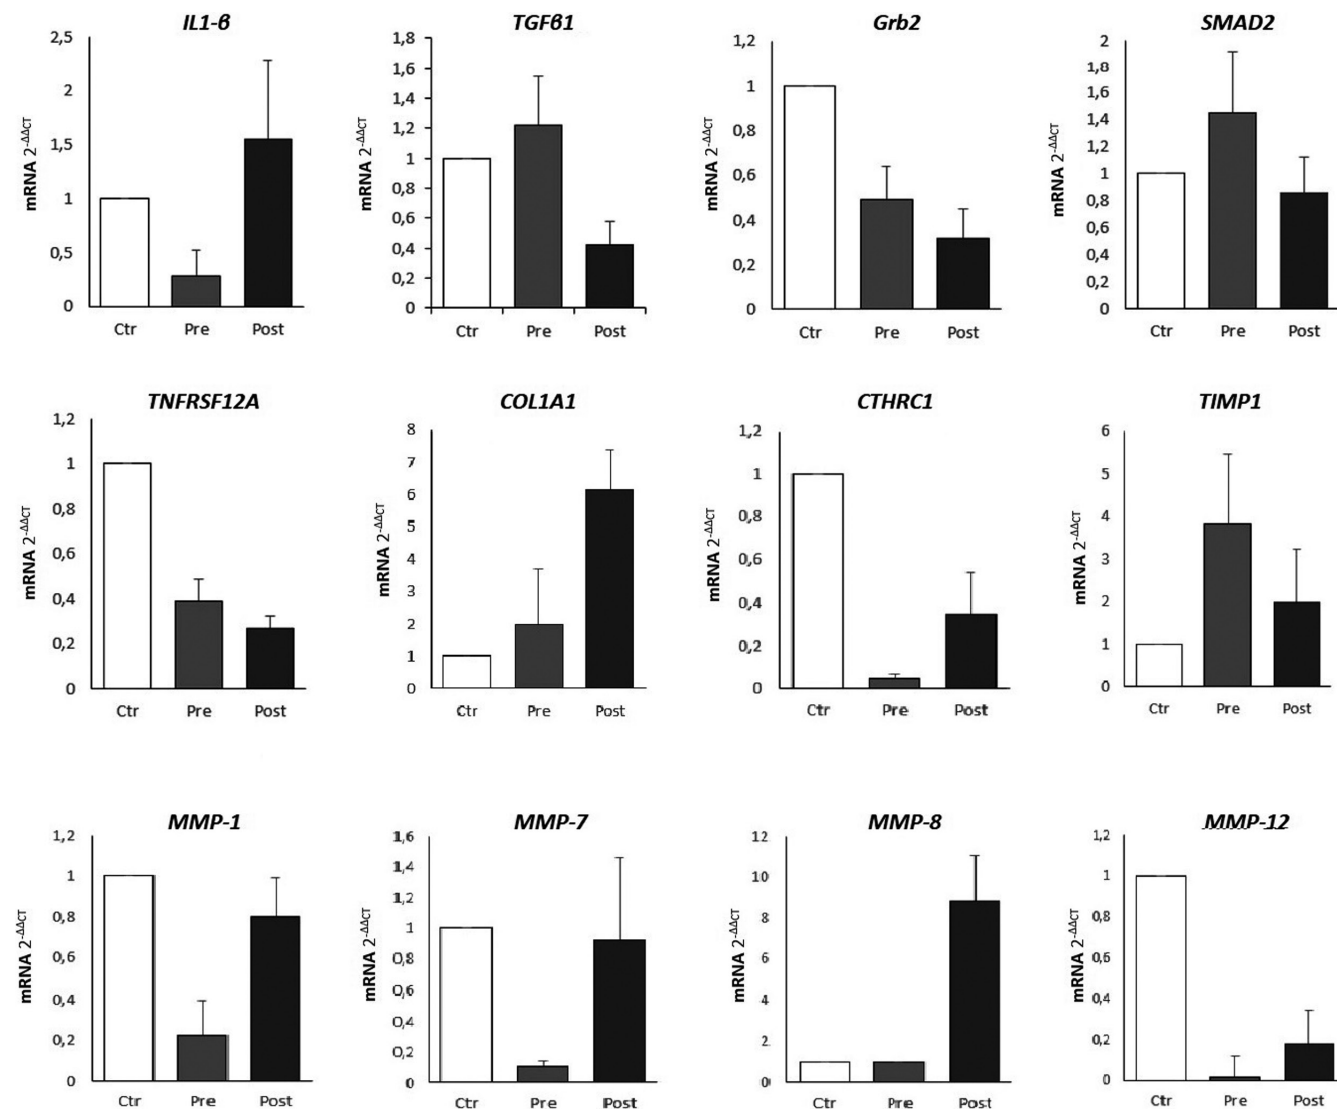 IL1-β
mRNA 2^-ΔΔCT
2,5
2
1,5
1
0,5
0
Ctr Pre Post
TGFβ1
mRNA 2^-ΔΔCT
1,8
1,6
1,4
1,2
1
0,8
0,6
0,4
0,2
0
Ctr Pre Post
Grb2
mRNA 2^-ΔΔCT
1,2
1
0,8
0,6
0,4
0,2
0
Ctr Pre Post
SMAD2
mRNA 2^-ΔΔCT
2
1,8
1,6
1,4
1,2
1
0,8
0,6
0,4
0,2
0
Ctr Pre Post
TNFRSF12A
mRNA 2^-ΔΔCT
1,2
1
0,8
0,6
0,4
0,2
0
Ctr Pre Post
COL1A1
mRNA 2^-ΔΔCT
8
7
6
5
4
3
2
1
0
Ctr Pre Post
CTHRC1
mRNA 2^-ΔΔCT
1,2
1
0,8
0,6
0,4
0,2
0
Ctr Pre Post
TIMP1
mRNA 2^-ΔΔCT
6
5
4
3
2
1
0
Ctr Pre Post
MMP-1
mRNA 2^-ΔΔCT
1,2
1
0,8
0,6
0,4
0,2
0
Ctr Pre Post
MMP-7
mRNA 2^-ΔΔCT
1,6
1,4
1,2
1
0,8
0,6
0,4
0,2
0
Ctr Pre Post
MMP-8
mRNA 2^-ΔΔCT
12
10
8
6
4
2
0
Ctr Pre Post
MMP-12
mRNA 2^-ΔΔCT
1,2
1
0,8
0,6
0,4
0,2
0
Ctr Pre Post